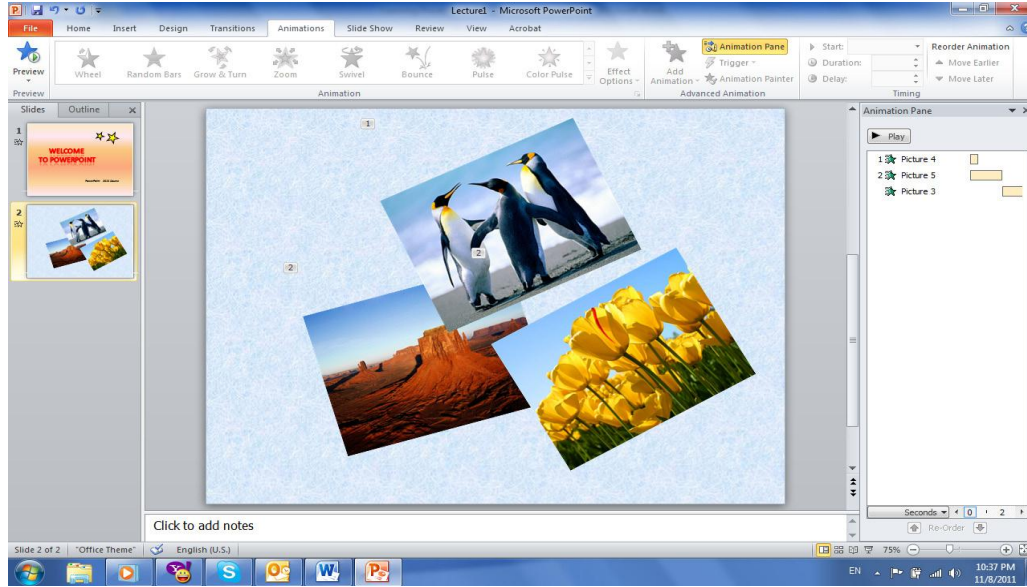 Lecture1 - Microsoft PowerPoint
File Home Insert Design Transitions Animations Slide Show Review View Acrobat
Preview
Wheel Random Bars Grow & Turn Zoom Swivel Bounce Pulse Color Pulse
Effect Options
Add Animation
Animation Pane
Trigger
Animation Painter
Start:
Duration:
Delay:
Reorder Animation
Move Earlier
Move Later
Preview Animation Advanced Animation Timing
Slides Outline
1
WELCOME
TO POWERPOINT
2
1
2
2
Animation Pane
Play
1 Picture 4
2 Picture 5
Picture 3
Seconds 0 2
Re-Order
Click to add notes
Slide 2 of 2 "Office Theme" English (U.S.) 75%
EN 10:37 PM
11/8/2011